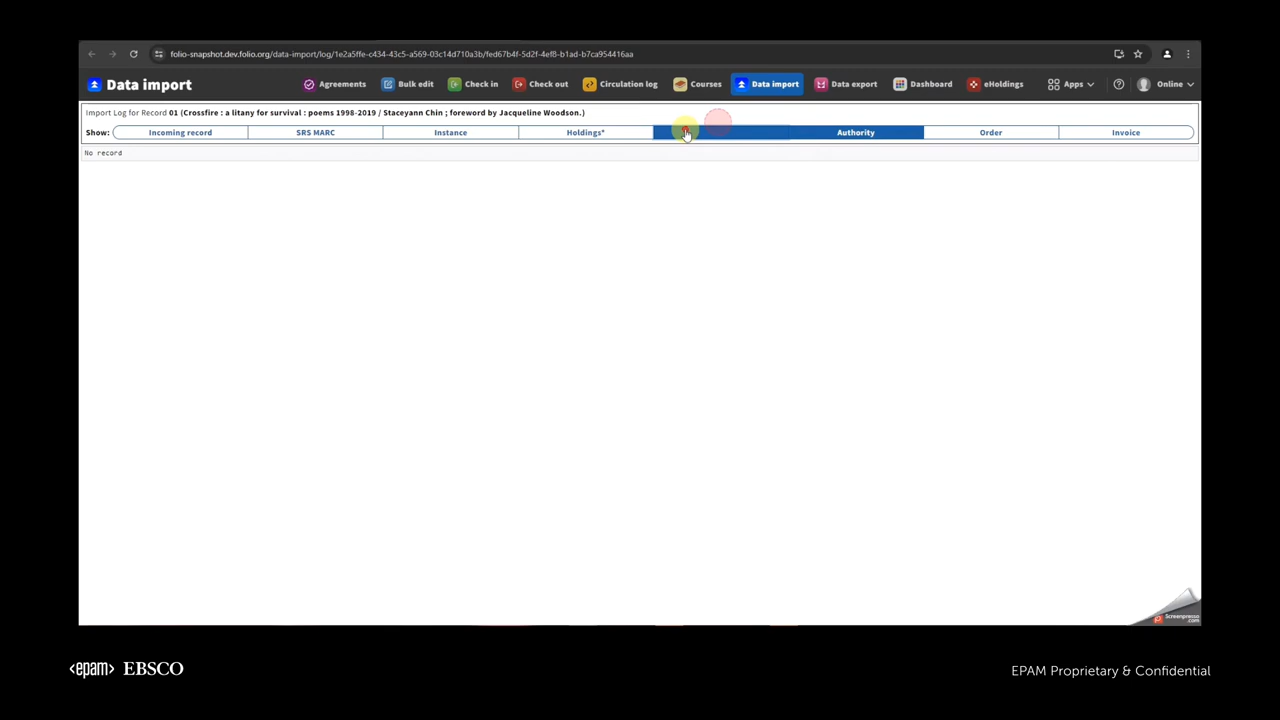 folio-snapshot.dev.folio.org/data-import/log/1e2a5ffe-c434-43c5-a569-03c14d710a3b/fed67b4f-5d2f-4ef8-b1ad-b7ca954416aa
Data import Agreements Bulk edit Check in Check out Circulation log Courses Data import Data export Dashboard eHoldings Apps Online
Import Log for Record 01 (Crossfire : a litany for survival : poems 1998-2019 / Staceyann Chin ; foreword by Jacqueline Woodson.)
Show: Incoming record SRS MARC Instance Holdings* Authority Order Invoice
No record
Screenpresso
.com
<epam> EBSCO EPAM Proprietary & Confidential